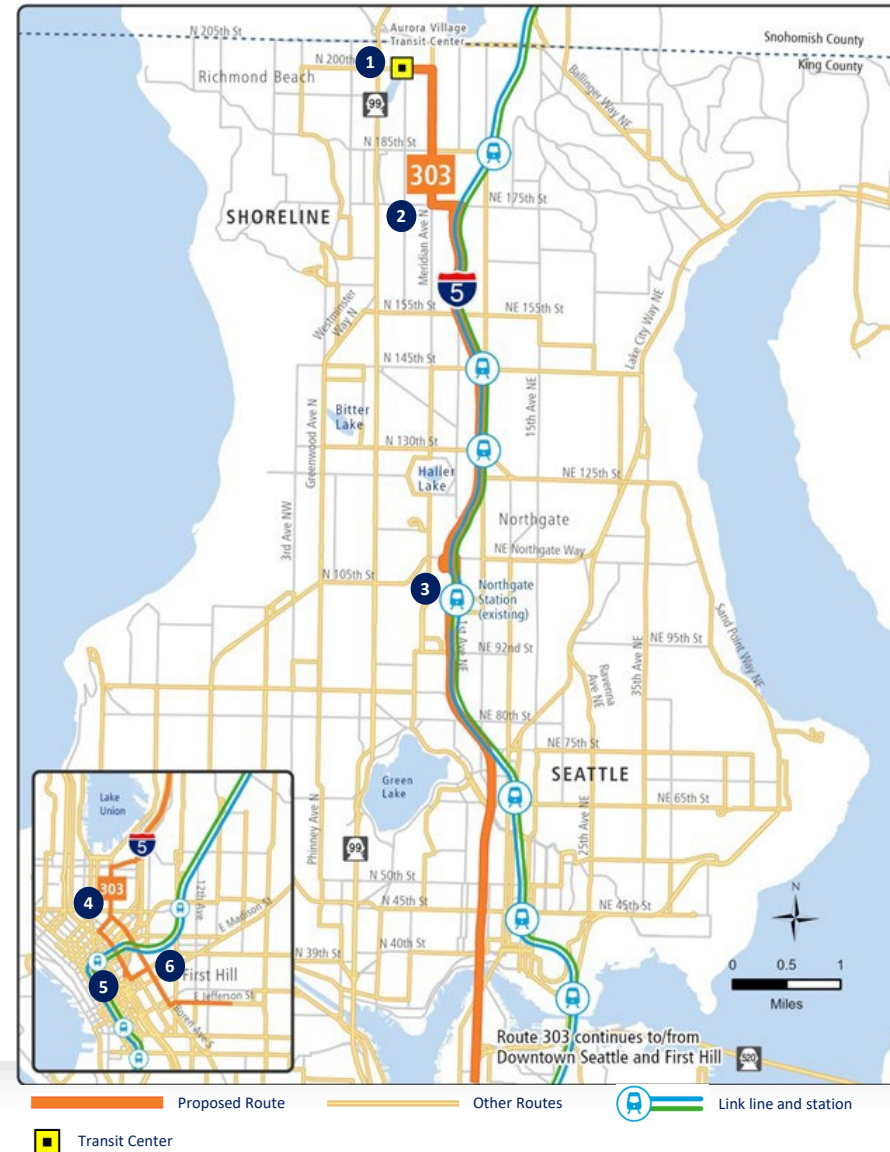 N 205th St
Aurora Village
Transit Center
Snohomish County
King County
1
N 200th
Richmond Beach
99
Ballinger Way NE
N 185th St
303
NE 175th St
2
SHORELINE
Meridian Ave N
5
N 155th St
NE 155th St
Westminster
Way N
Lake City Way NE
N 145th St
15th Ave NE
Bitter
Lake
Greenwood Ave N
N 130th St
Haller
Lake
NE 125th St
3rd Ave NW
Northgate
NE Northgate Way
N 105th St
3
Northgate
Station
(existing)
1st Ave NE
NE 92nd St
NE 95th St
Sand Point Way NE
35th Ave NE
Ravenna
Ave NE
NE 80th St
NE 75th St
SEATTLE
Green
Lake
NE 65th St
Phinney Ave N
99
25th Ave NE
N 50th St
N 45th St
NE 45th St
N 40th St
N 39th St
N
0 0.5 1
Miles
Route 303 continues to/from
Downtown Seattle and First Hill
520
Lake
Union
5
303
4
12th Ave
E Madison St
6
First Hill
5
E Jefferson St
Boren Ave S
Proposed Route
Other Routes
Link line and station
Transit Center